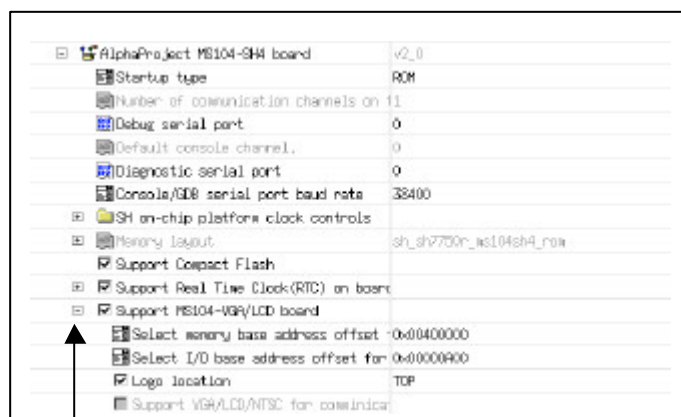 AlphaProject MS104-SH4 board v2_0
Startup type ROM
Number of communication channels on t1
Debug serial port 0
Default console channel. 0
Diagnostic serial port 0
Console/GDB serial port baud rate 38400
SH on-chip platform clock controls
Memory layout sh_sh7750r_ms104sh4_rom
Support Compact Flash
Support Real Time Clock(RTC) on board
Support MS104-VGA/LCD board
Select memory base address offset 0x00400000
Select I/O base address offset for 0x00000A00
Logo location TOP
Support VGA/LCD/NTSC for comminica